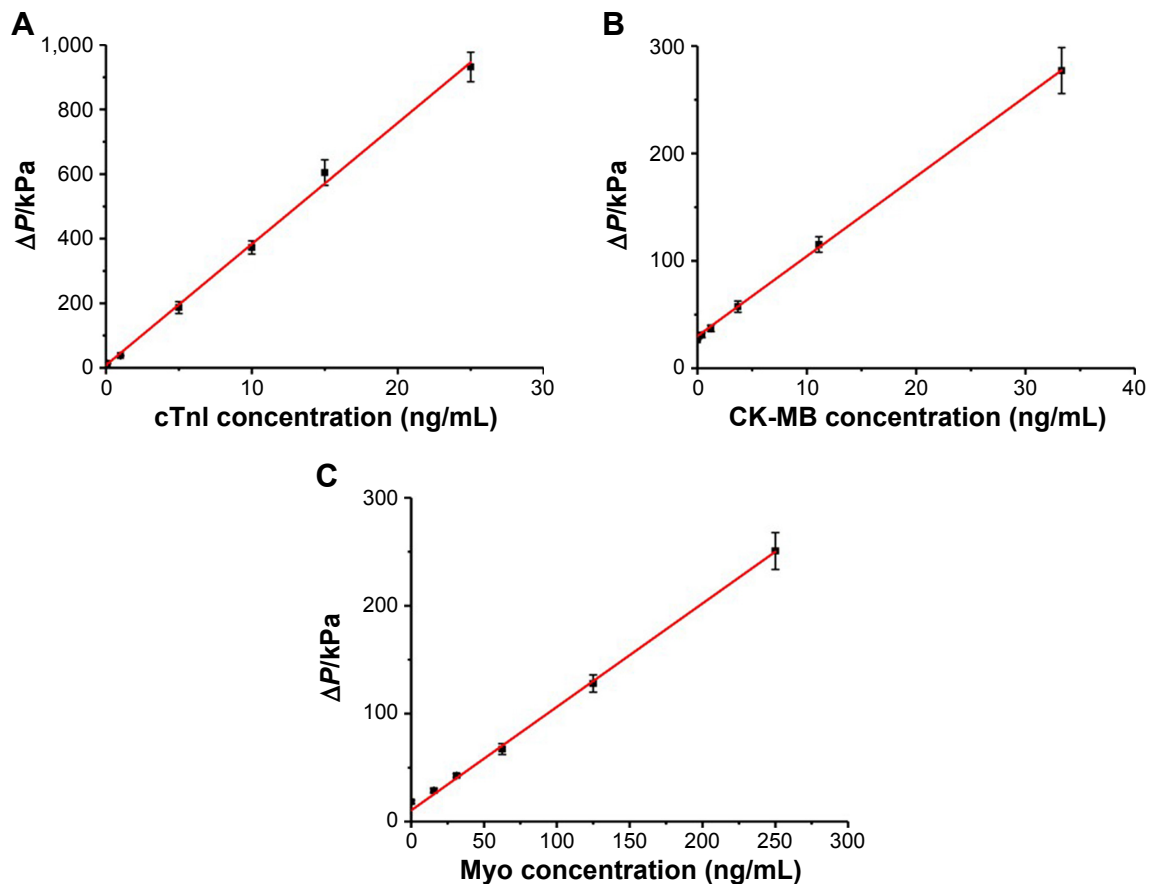 A
1,000
800
600
400
200
0
ΔP/kPa
0 10 20 30
cTnI concentration (ng/mL)
B
300
200
100
0
ΔP/kPa
0 10 20 30 40
CK-MB concentration (ng/mL)
C
300
200
100
0
ΔP/kPa
0 50 100 150 200 250 300
Myo concentration (ng/mL)